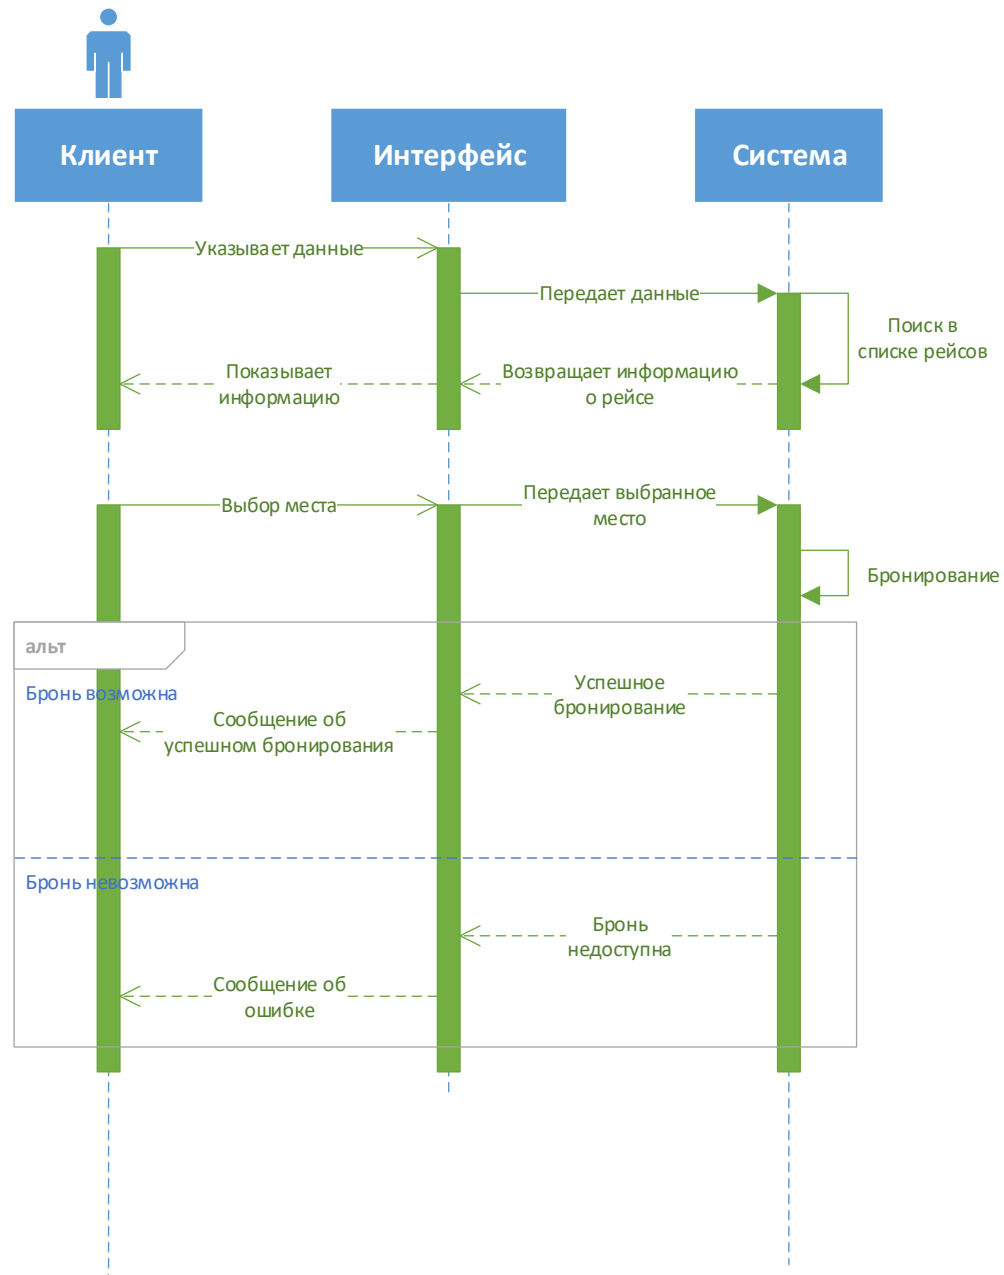 Клиент
Интерфейс
Система
Указывает данные
Передает данные
Поиск в
списке рейсов
Показывает
информацию
Возвращает информацию
о рейсе
Выбор места
Передает выбранное
место
Бронирование
альт
Бронь возможна
Успешное
бронирование
Сообщение об
успешном бронирования
Бронь невозможна
Бронь
недоступна
Сообщение об
ошибке